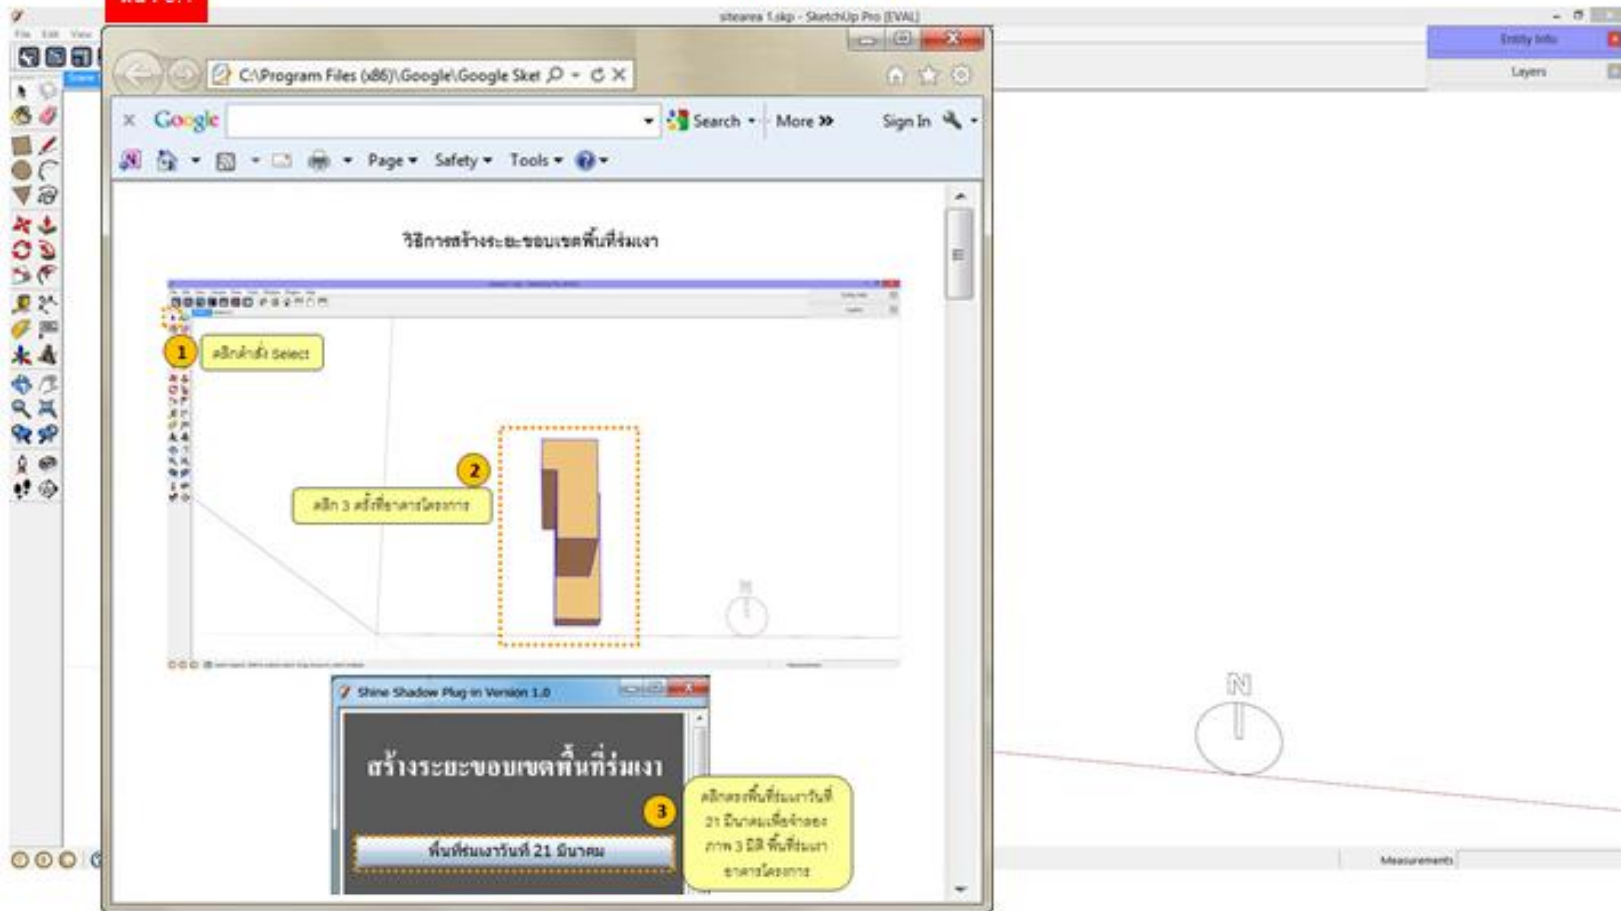 sitearea 1.skp - SketchUp Pro [EVAL]
File Edit View
Entity Info
Layers
C:\Program Files (x86)\Google\Google Sket
Google
Search
More »
Sign In
Page
Safety
Tools
วิธีการสร้างระยะขอบเขตพื้นที่ร่มเงา
1
คลิกคำสั่ง Select
2
คลิก 3 ครั้งที่อาคารโครงการ
N
Shine Shadow Plug-in Version 1.0
สร้างระยะขอบเขตพื้นที่ร่มเงา
3
คลิกตรงพื้นที่ร่มเงาวันที่
21 มีนาคมเพื่อจำลอง
ภาพ 3 มิติ พื้นที่ร่มเงา
อาคารโครงการ
พื้นที่ร่มเงาวันที่ 21 มีนาคม
N
Measurements